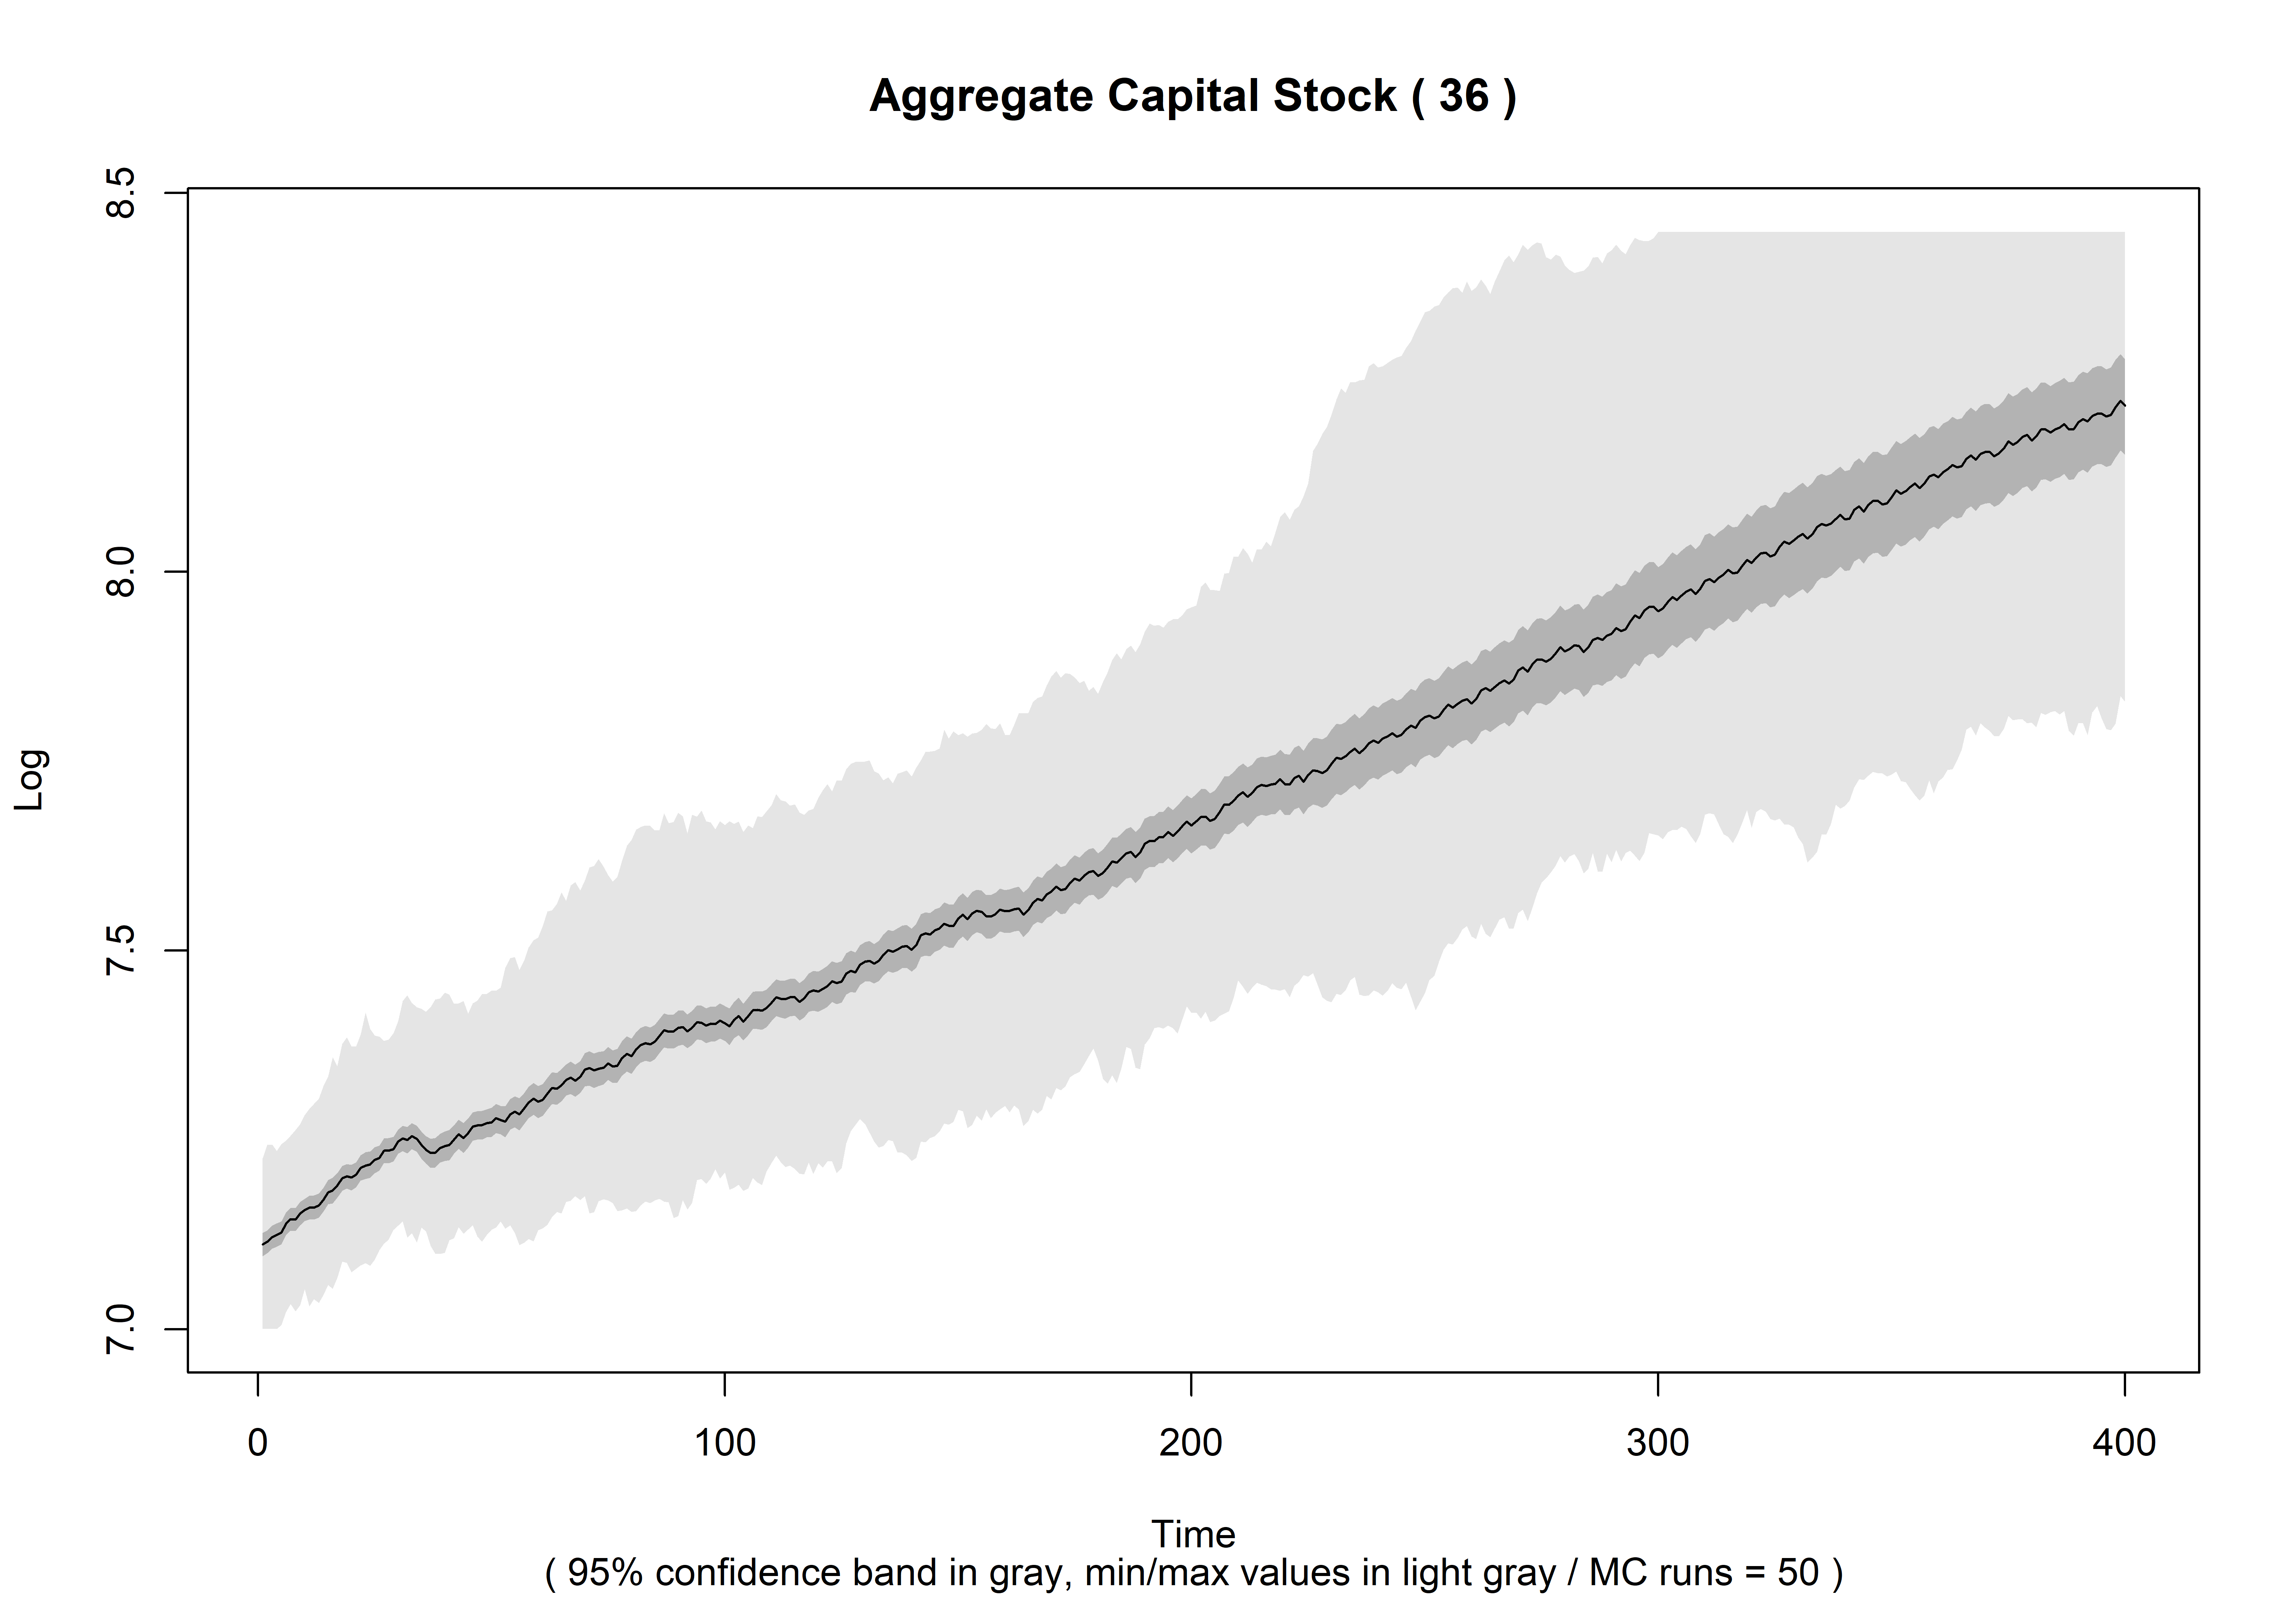 Aggregate Capital Stock ( 36 )
Log
8.5
8.0
7.5
7.0
0 100 200 300 400
Time
( 95% confidence band in gray, min/max values in light gray / MC runs = 50 )